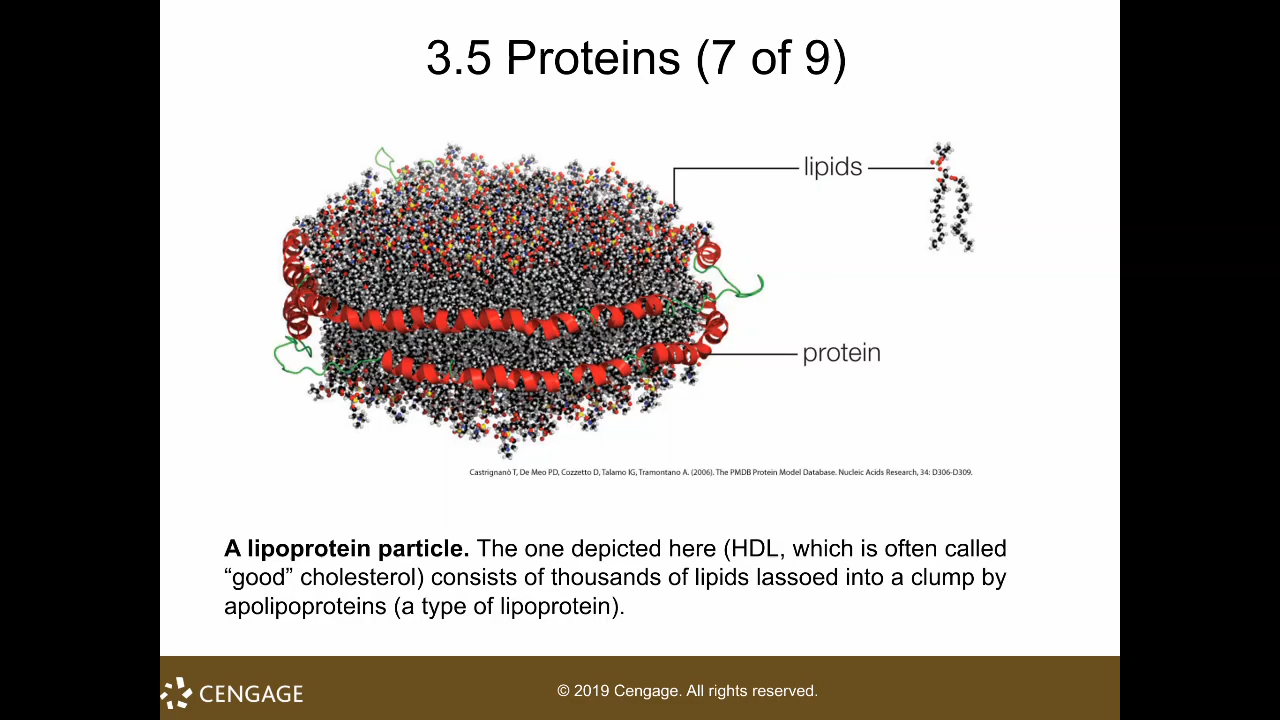 3.5 Proteins (7 of 9)
lipids
protein
Castrignanò T, De Meo PD, Cozzetto D, Talamo IG, Tramontano A. (2006). The PMDB Protein Model Database. Nucleic Acids Research, 34: D306-D309.
A lipoprotein particle. The one depicted here (HDL, which is often called
“good” cholesterol) consists of thousands of lipids lassoed into a clump by
apolipoproteins (a type of lipoprotein).
CENGAGE
© 2019 Cengage. All rights reserved.